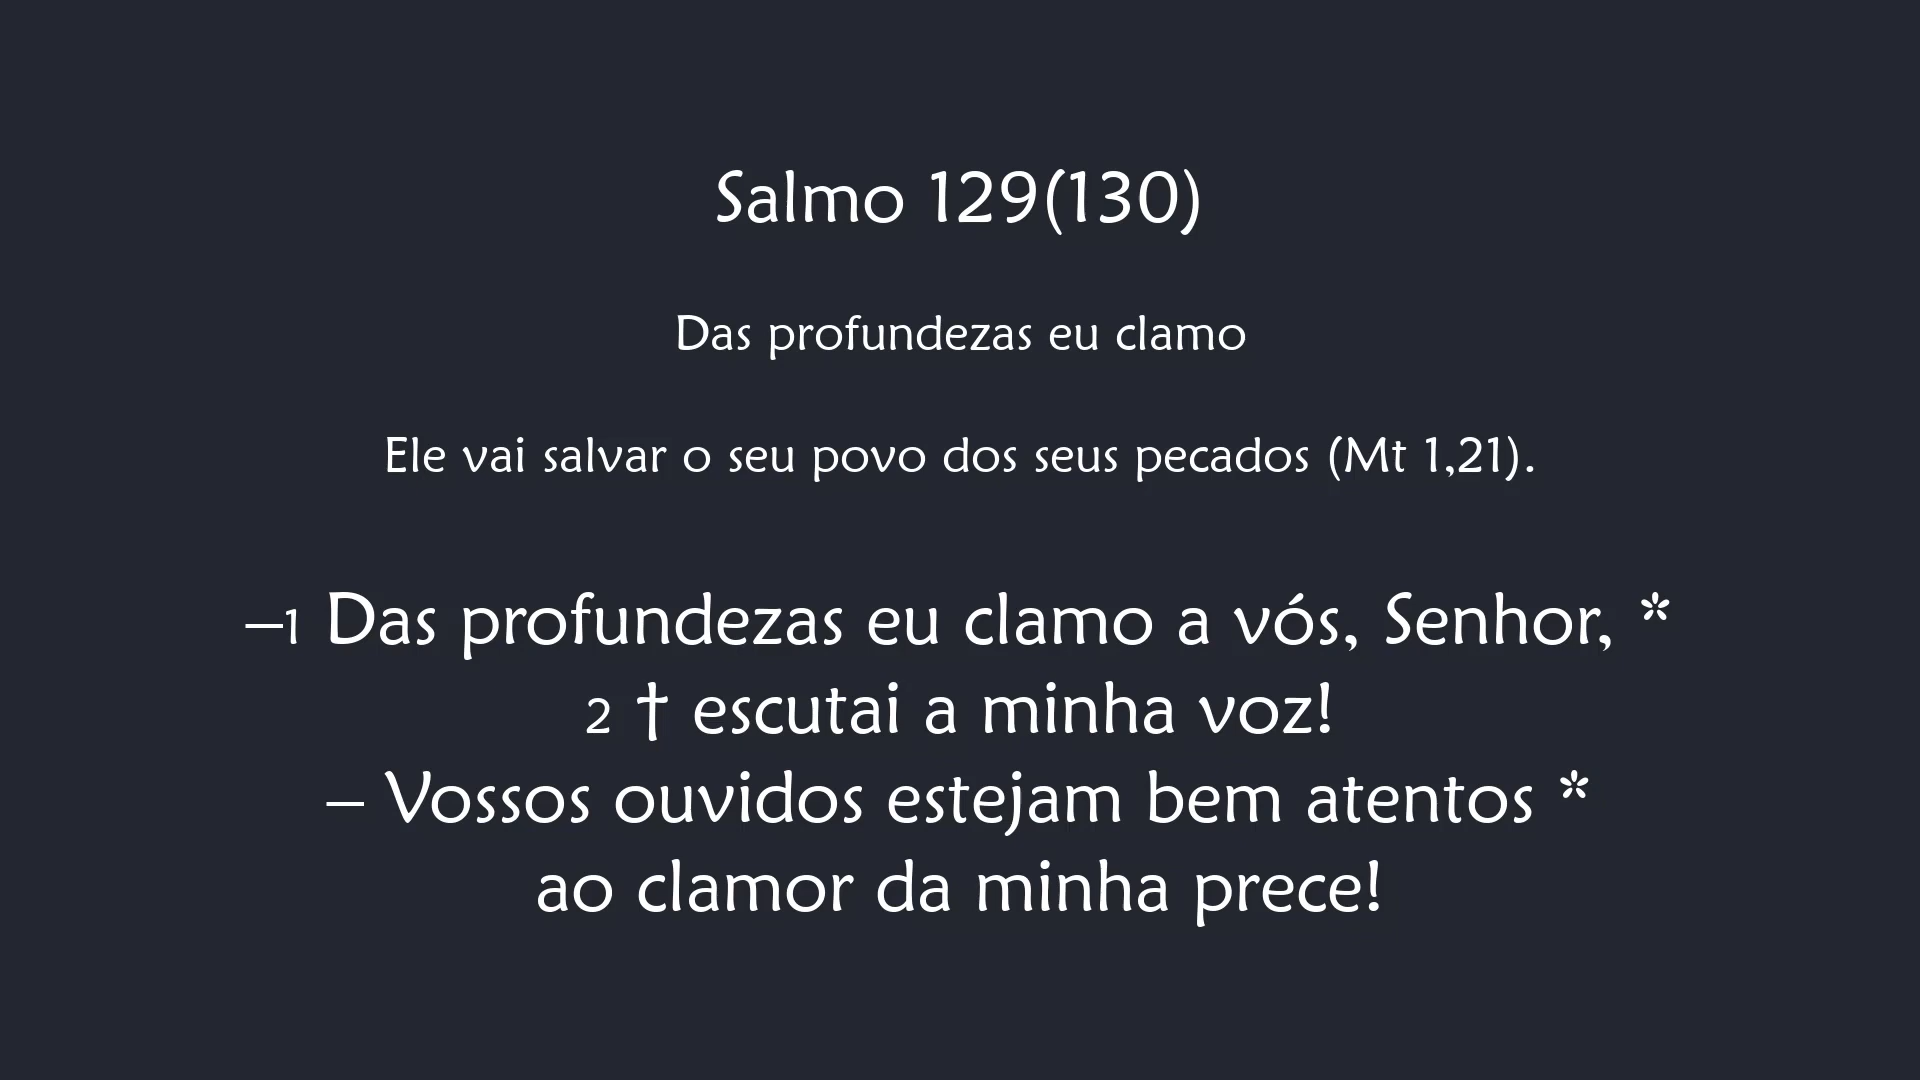 Salmo 129(130)
Das profundezas eu clamo
Ele vai salvar o seu povo dos seus pecados (Mt 1,21).
–1 Das profundezas eu clamo a vós, Senhor, *
2 † escutai a minha voz!
– Vossos ouvidos estejam bem atentos *
ao clamor da minha prece!